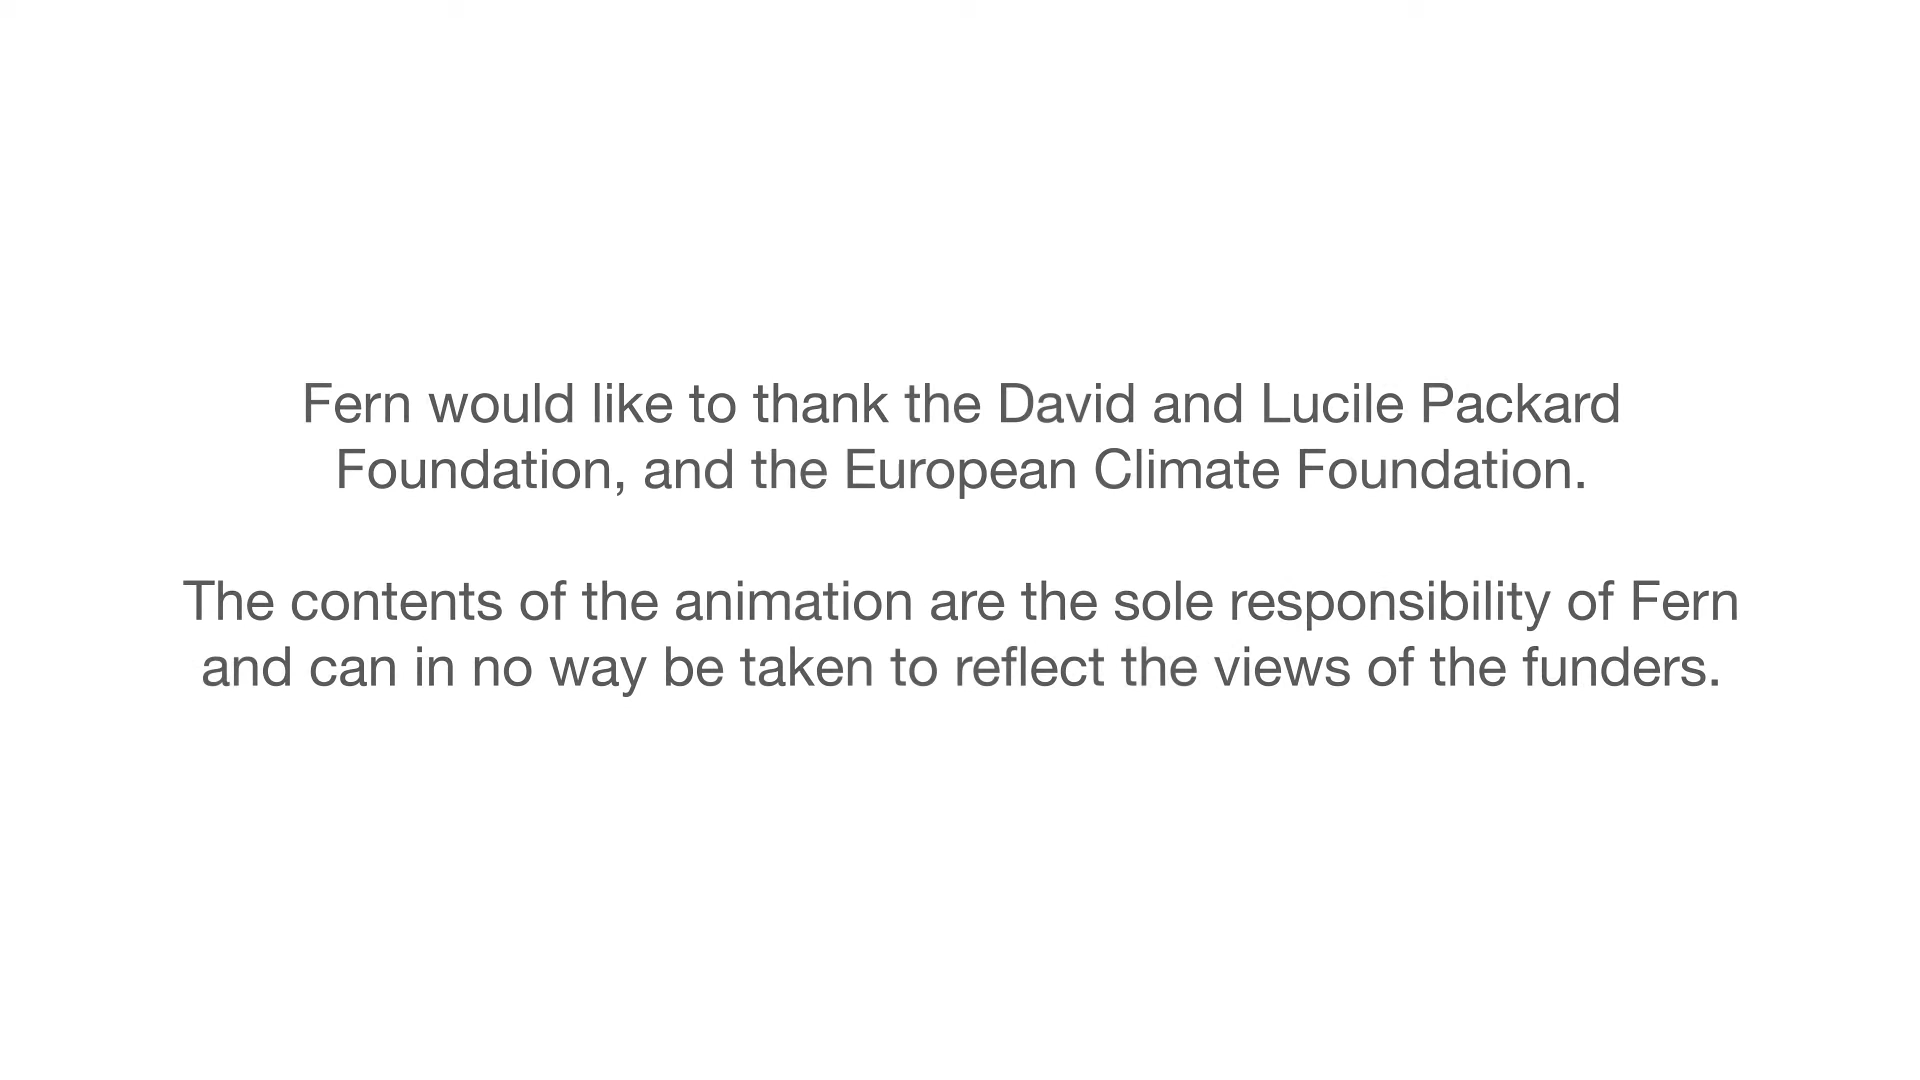 Fern would like to thank the David and Lucile Packard
Foundation, and the European Climate Foundation.
The contents of the animation are the sole responsibility of Fern
and can in no way be taken to reflect the views of the funders.